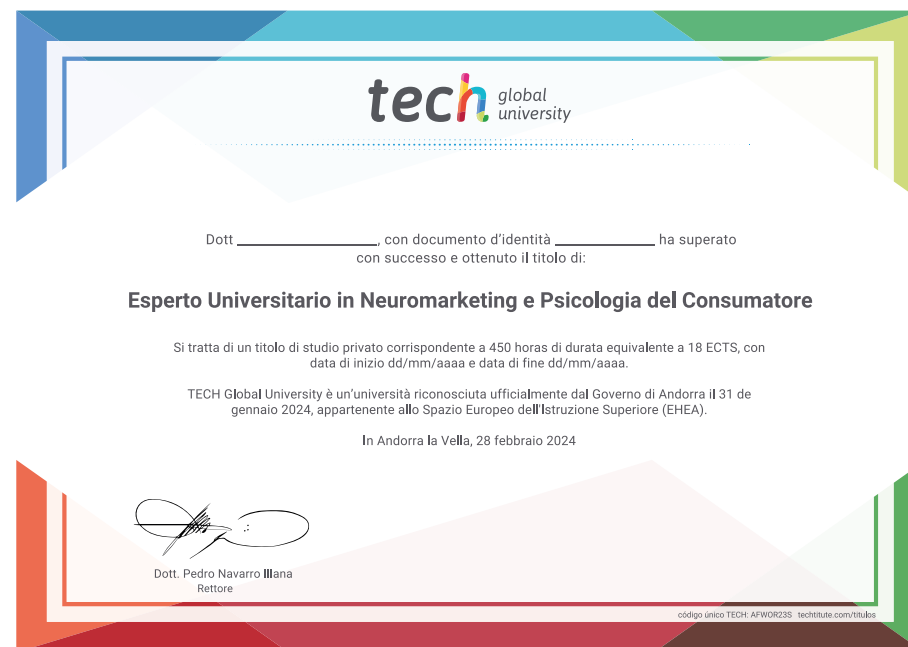 tech global
university
Dott ____________, con documento d'identità ____________ ha superato
con successo e ottenuto il titolo di:
Esperto Universitario in Neuromarketing e Psicologia del Consumatore
Si tratta di un titolo di studio privato corrispondente a 450 horas di durata equivalente a 18 ECTS, con
data di inizio dd/mm/aaaa e data di fine dd/mm/aaaa.
TECH Global University è un'università riconosciuta ufficialmente dal Governo di Andorra il 31 de
gennaio 2024, appartenente allo Spazio Europeo dell'Istruzione Superiore (EHEA).
In Andorra la Vella, 28 febbraio 2024
Dott. Pedro Navarro Illana
Rettore
código único TECH: AFWOR23S techtitute.com/titulos